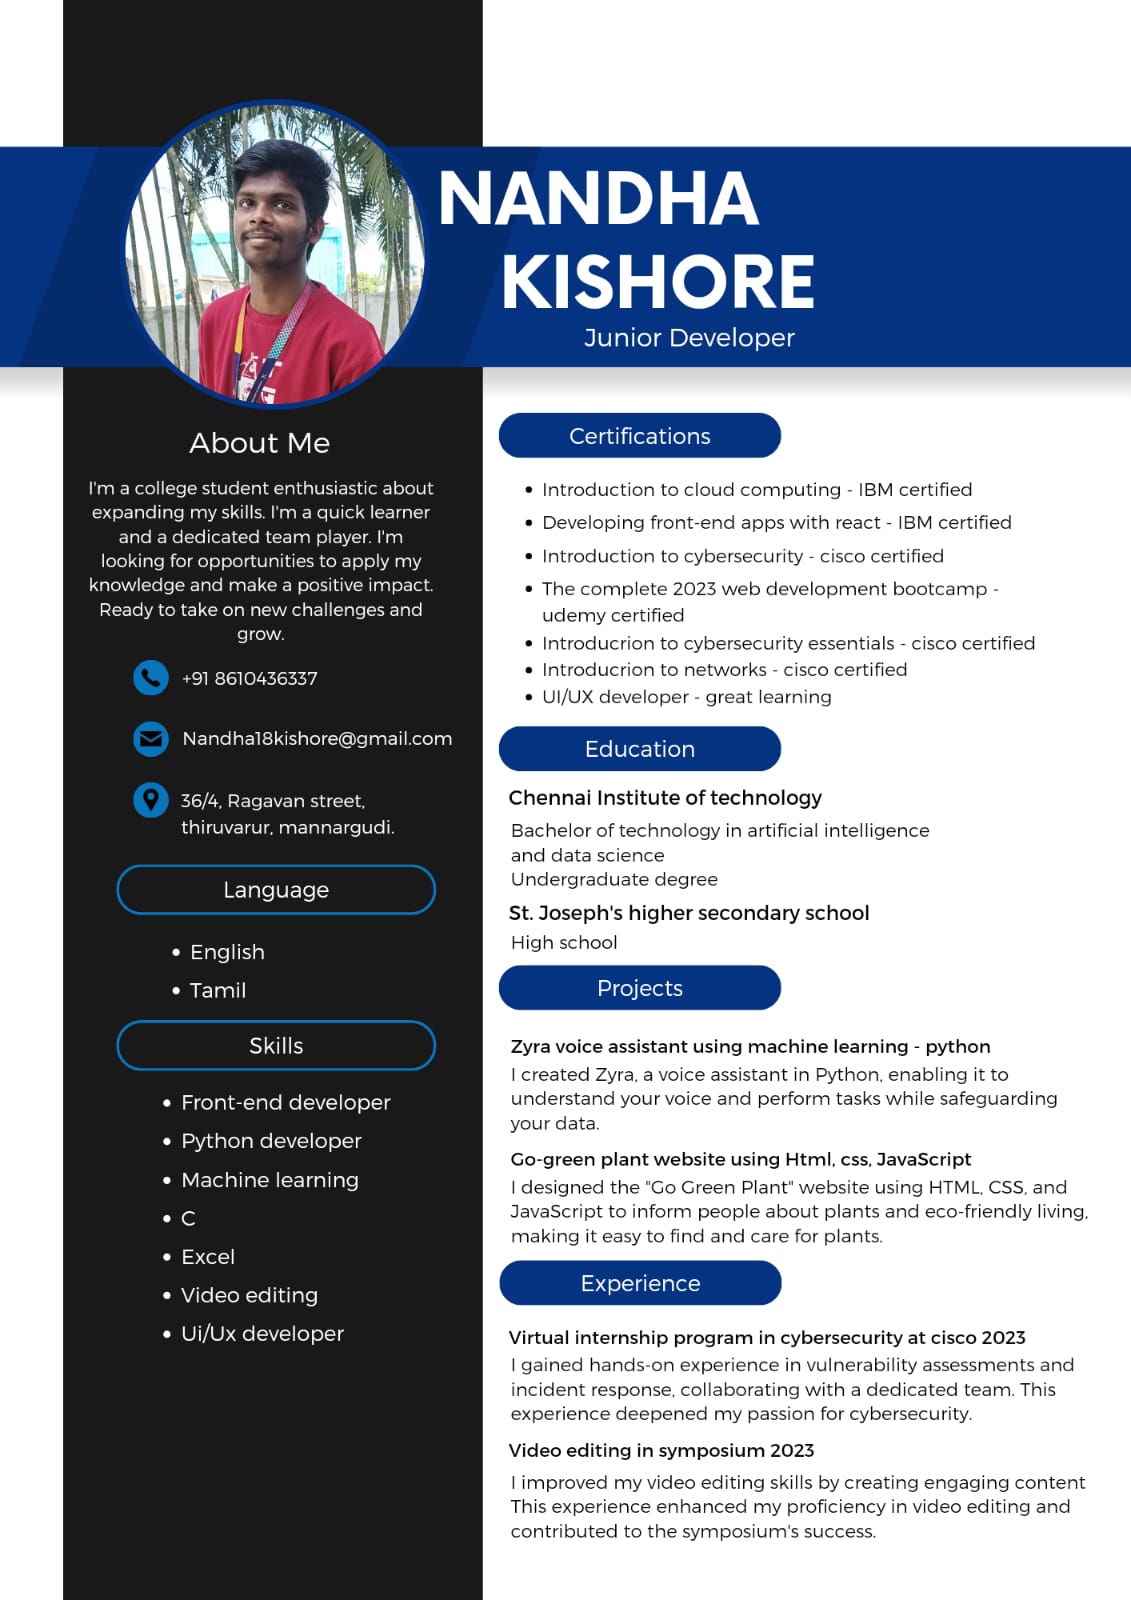 NANDHA
KISHORE
Junior Developer
About Me
I'm a college student enthusiastic about
expanding my skills. I'm a quick learner
and a dedicated team player. I'm
looking for opportunities to apply my
knowledge and make a positive impact.
Ready to take on new challenges and
grow.
+91 8610436337
Nandha18kishore@gmail.com
36/4, Ragavan street,
thiruvarur, mannargudi.
Language
• English
• Tamil
Skills
• Front-end developer
• Python developer
• Machine learning
• C
• Excel
• Video editing
• Ui/Ux developer
Certifications
• Introduction to cloud computing - IBM certified
• Developing front-end apps with react - IBM certified
• Introduction to cybersecurity - cisco certified
• The complete 2023 web development bootcamp -
udemy certified
• Introducrion to cybersecurity essentials - cisco certified
• Introducrion to networks - cisco certified
• UI/UX developer - great learning
Education
Chennai Institute of technology
Bachelor of technology in artificial intelligence
and data science
Undergraduate degree
St. Joseph's higher secondary school
High school
Projects
Zyra voice assistant using machine learning - python
I created Zyra, a voice assistant in Python, enabling it to
understand your voice and perform tasks while safeguarding
your data.
Go-green plant website using Html, css, JavaScript
I designed the "Go Green Plant" website using HTML, CSS, and
JavaScript to inform people about plants and eco-friendly living,
making it easy to find and care for plants.
Experience
Virtual internship program in cybersecurity at cisco 2023
I gained hands-on experience in vulnerability assessments and
incident response, collaborating with a dedicated team. This
experience deepened my passion for cybersecurity.
Video editing in symposium 2023
I improved my video editing skills by creating engaging content
This experience enhanced my proficiency in video editing and
contributed to the symposium's success.